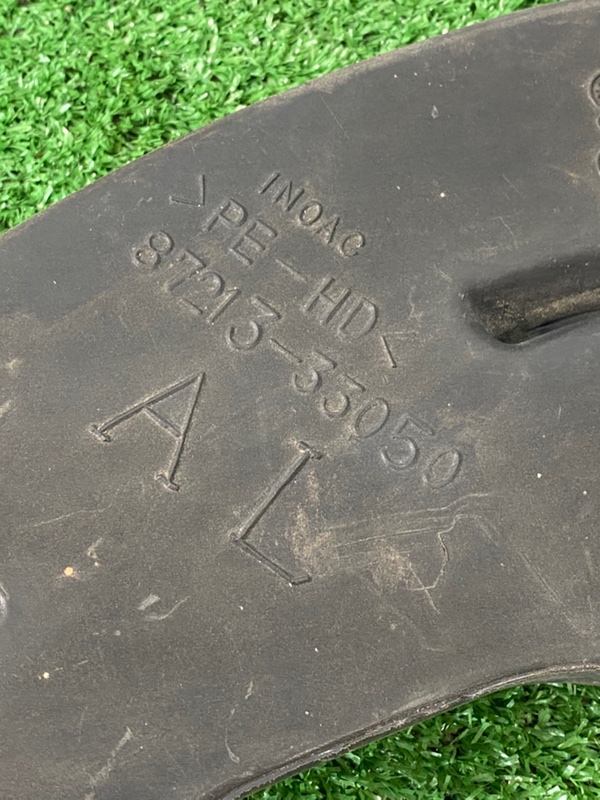 INOAC
>PE-HD<
87213-33050
A L